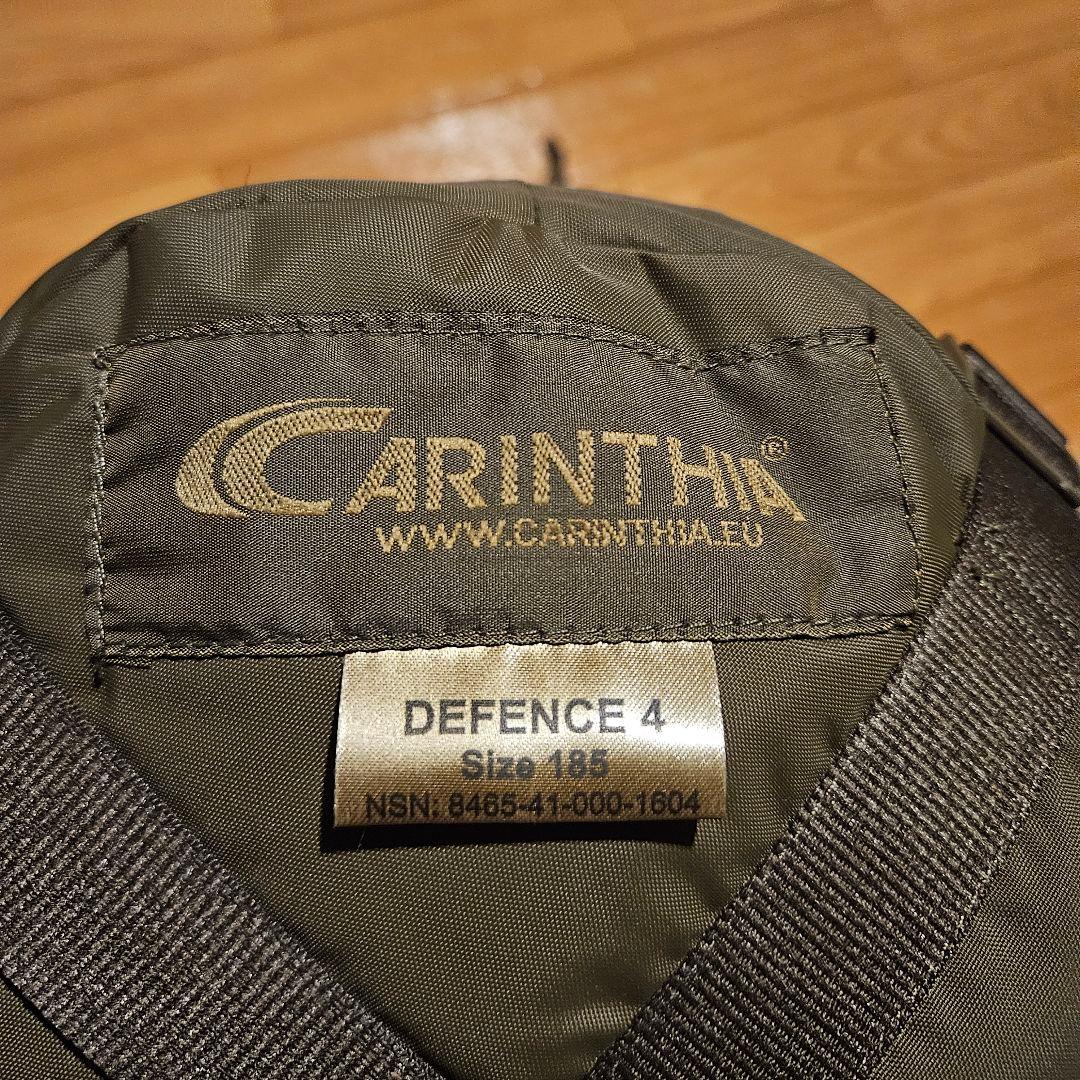 CARINTHIA®
WWW.CARINTHIA.EU
DEFENCE 4
Size 185
NSN: 8465-41-000-1604